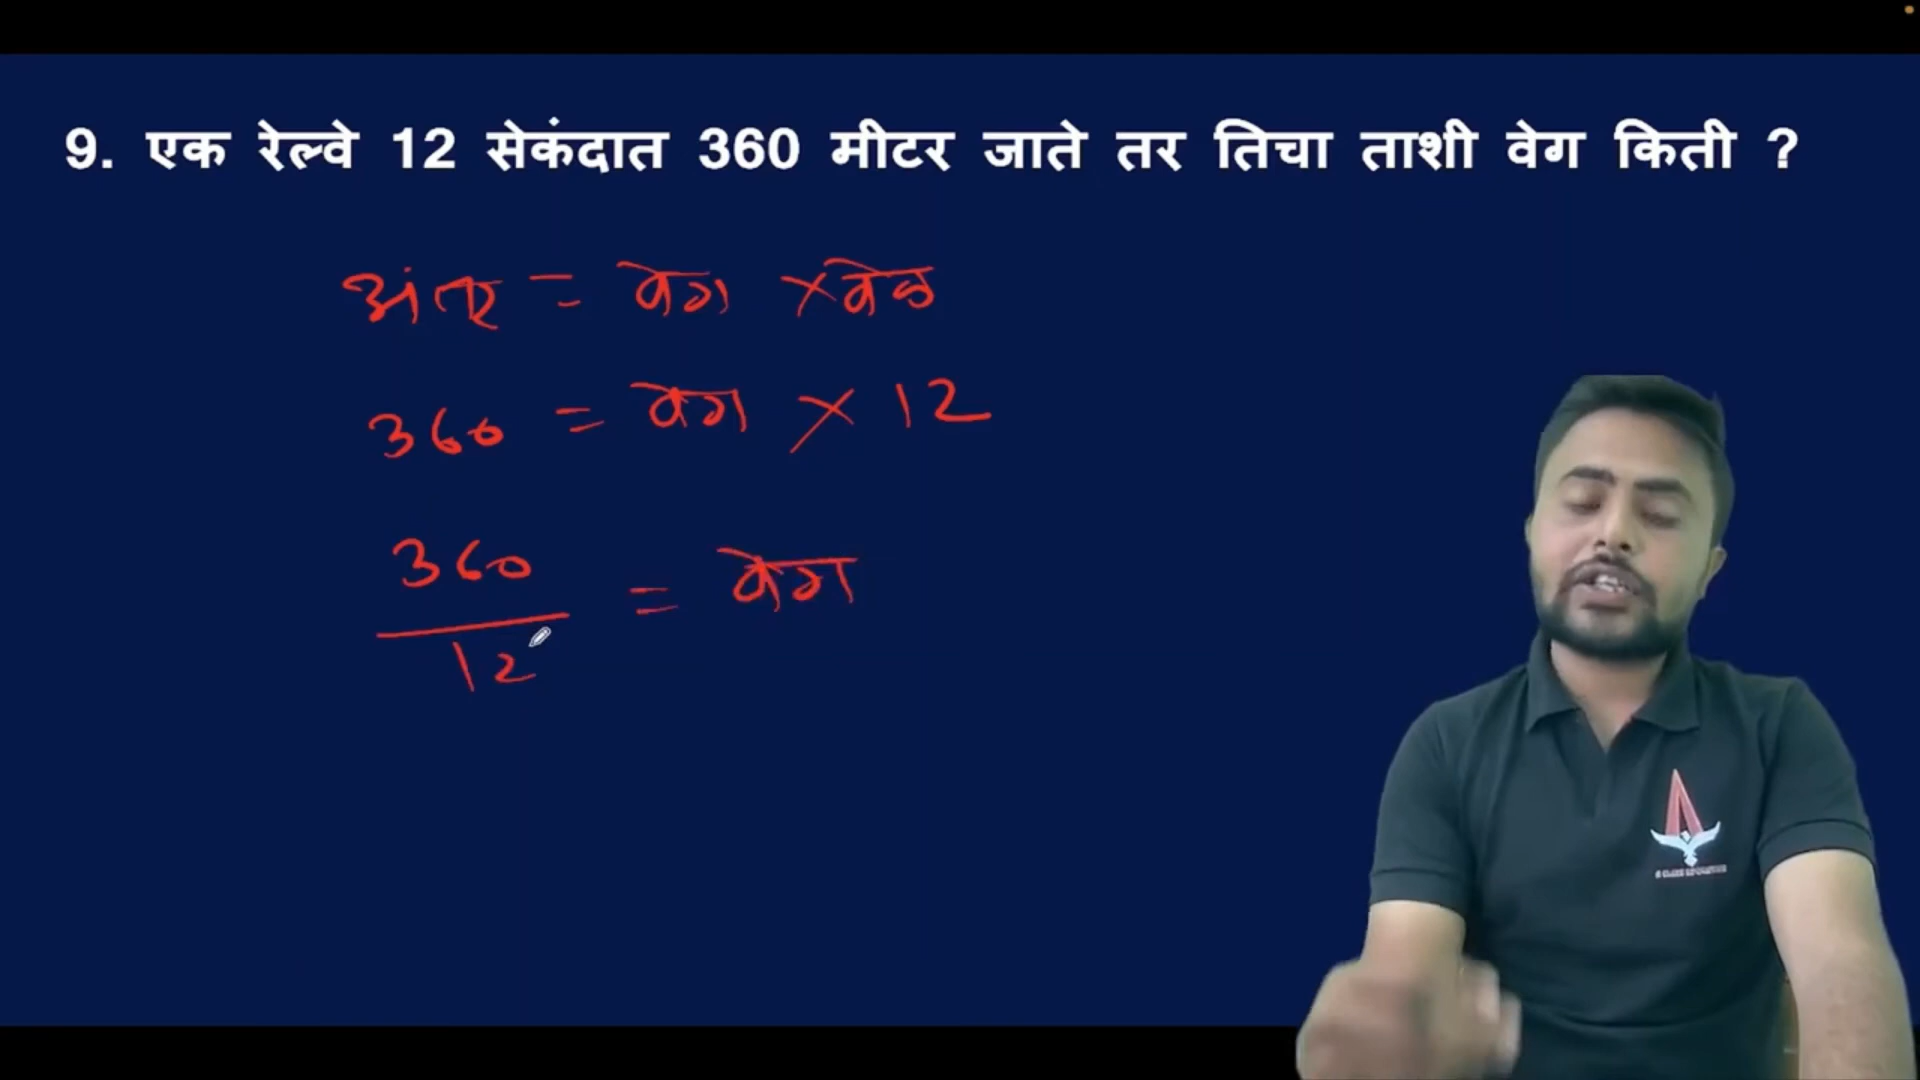 9. एक रेल्वे 12 सेकंदात 360 मीटर जाते तर तिचा ताशी वेग किती ?
अंतर = वेग × वेळ
360 = वेग × 12
360
12
= वेग
A